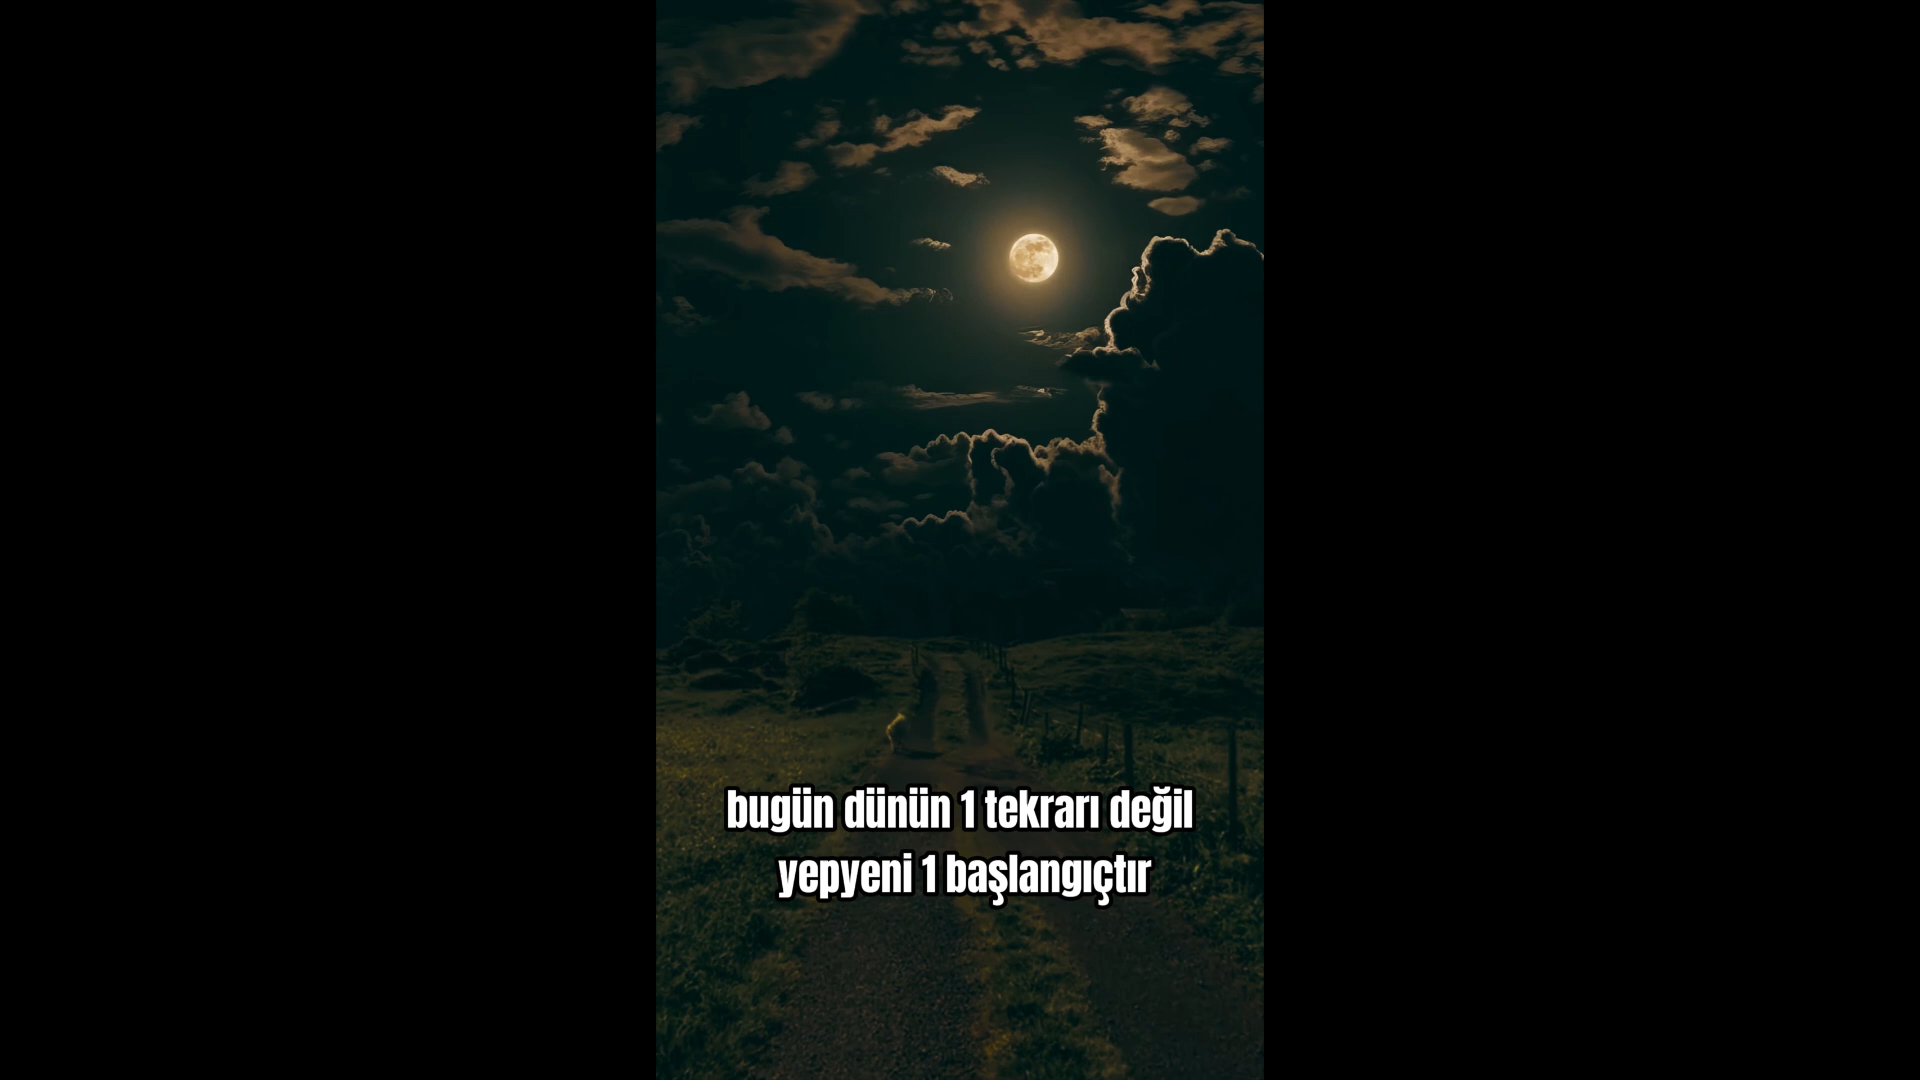 bugün dünün 1 tekrarı değil
yepyeni 1 başlangıçtır